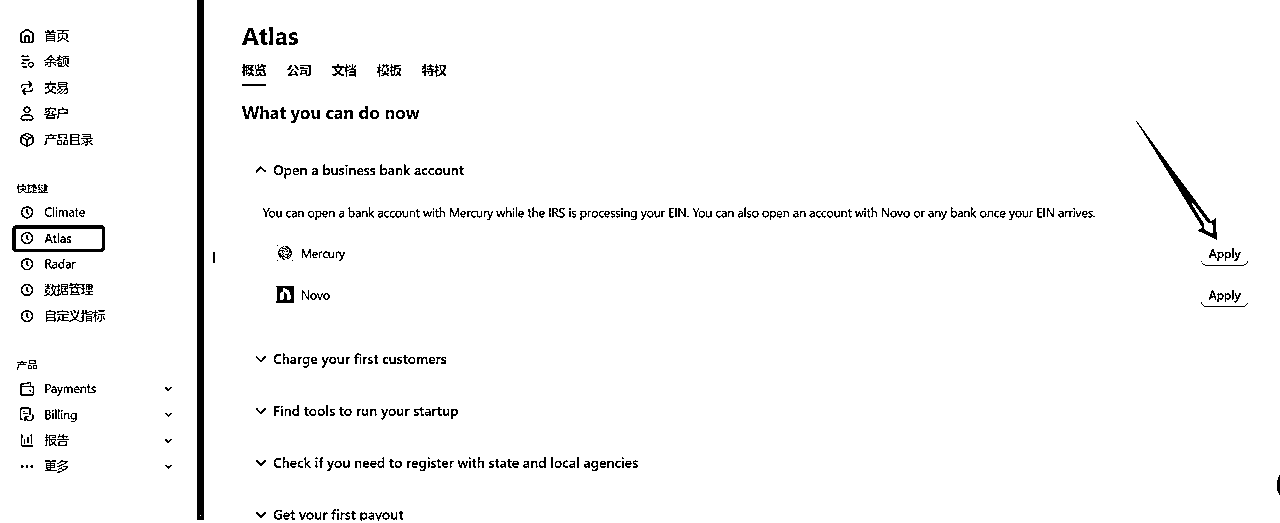 首页
余额
交易
客户
产品目录
快捷键
Climate
Atlas
Radar
数据管理
自定义指标
产品
Payments
Billing
报告
更多
Atlas
概览 公司 文档 模板 特权
What you can do now
Open a business bank account
You can open a bank account with Mercury while the IRS is processing your EIN. You can also open an account with Novo or any bank once your EIN arrives.
Mercury Apply
Novo Apply
Charge your first customers
Find tools to run your startup
Check if you need to register with state and local agencies
Get your first payout